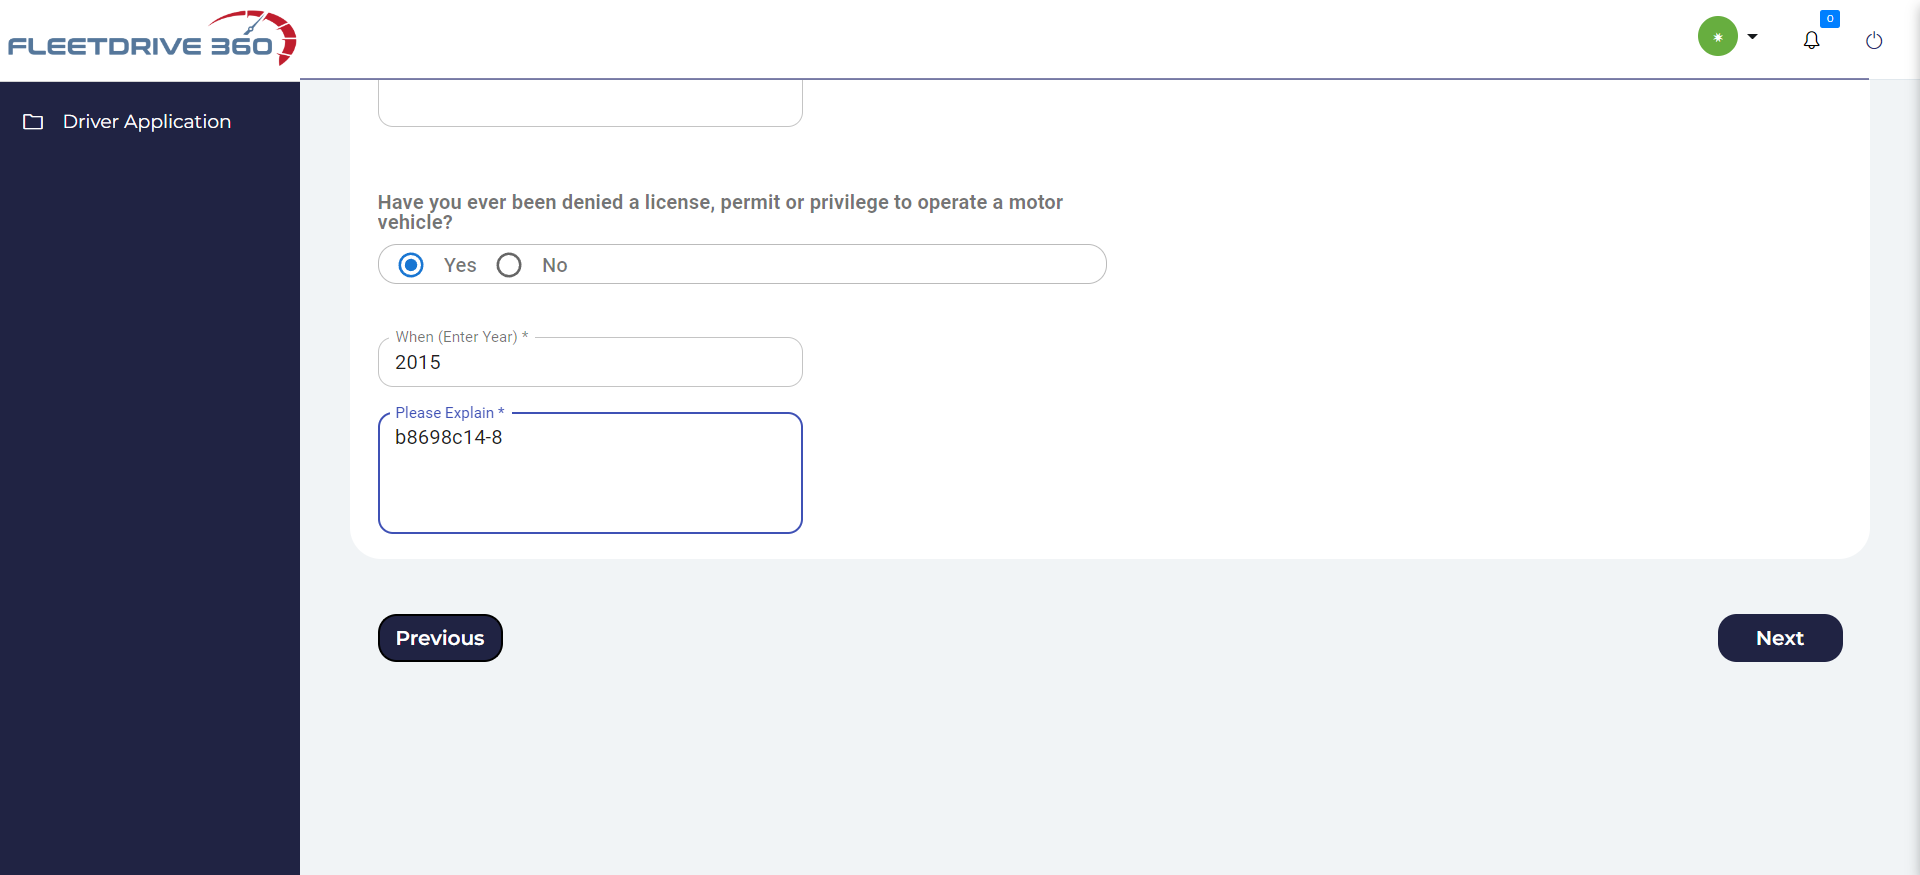 FLEETDRIVE 360
0
Driver Application
Have you ever been denied a license, permit or privilege to operate a motor
vehicle?
Yes
No
When (Enter Year) *
2015
Please Explain *
b8698c14-8
Previous
Next